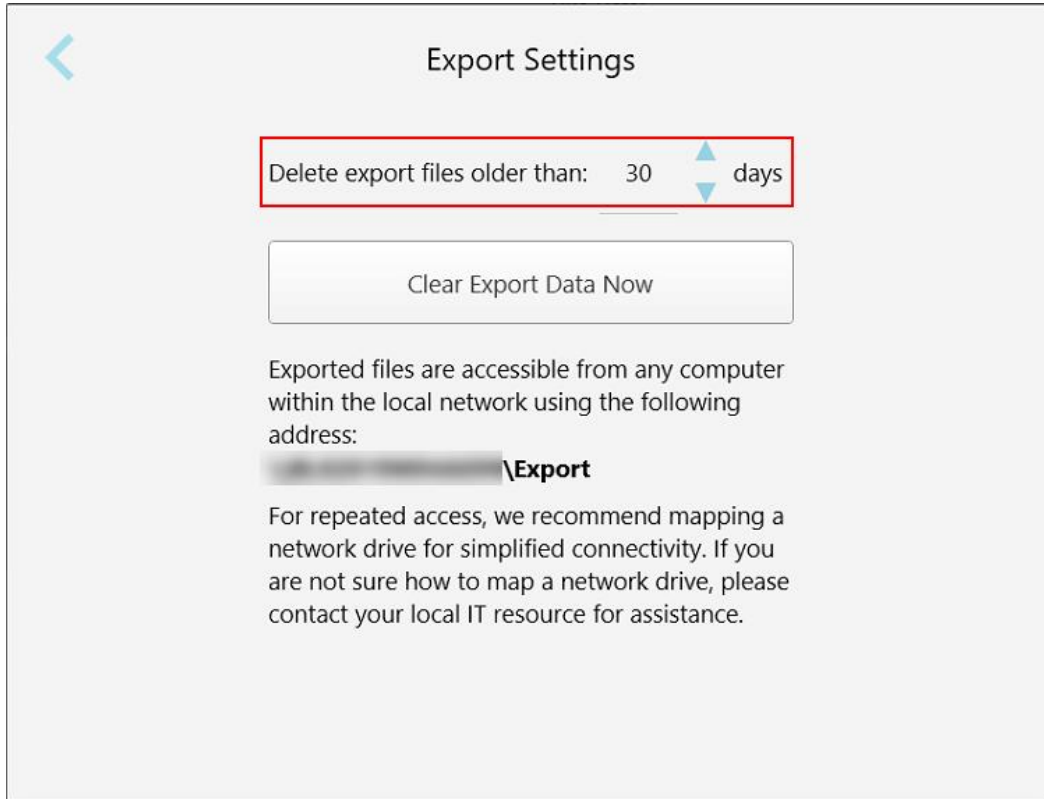 Export Settings
Delete export files older than: 30 days
Clear Export Data Now
Exported files are accessible from any computer
within the local network using the following
address:
\Export
For repeated access, we recommend mapping a
network drive for simplified connectivity. If you
are not sure how to map a network drive, please
contact your local IT resource for assistance.